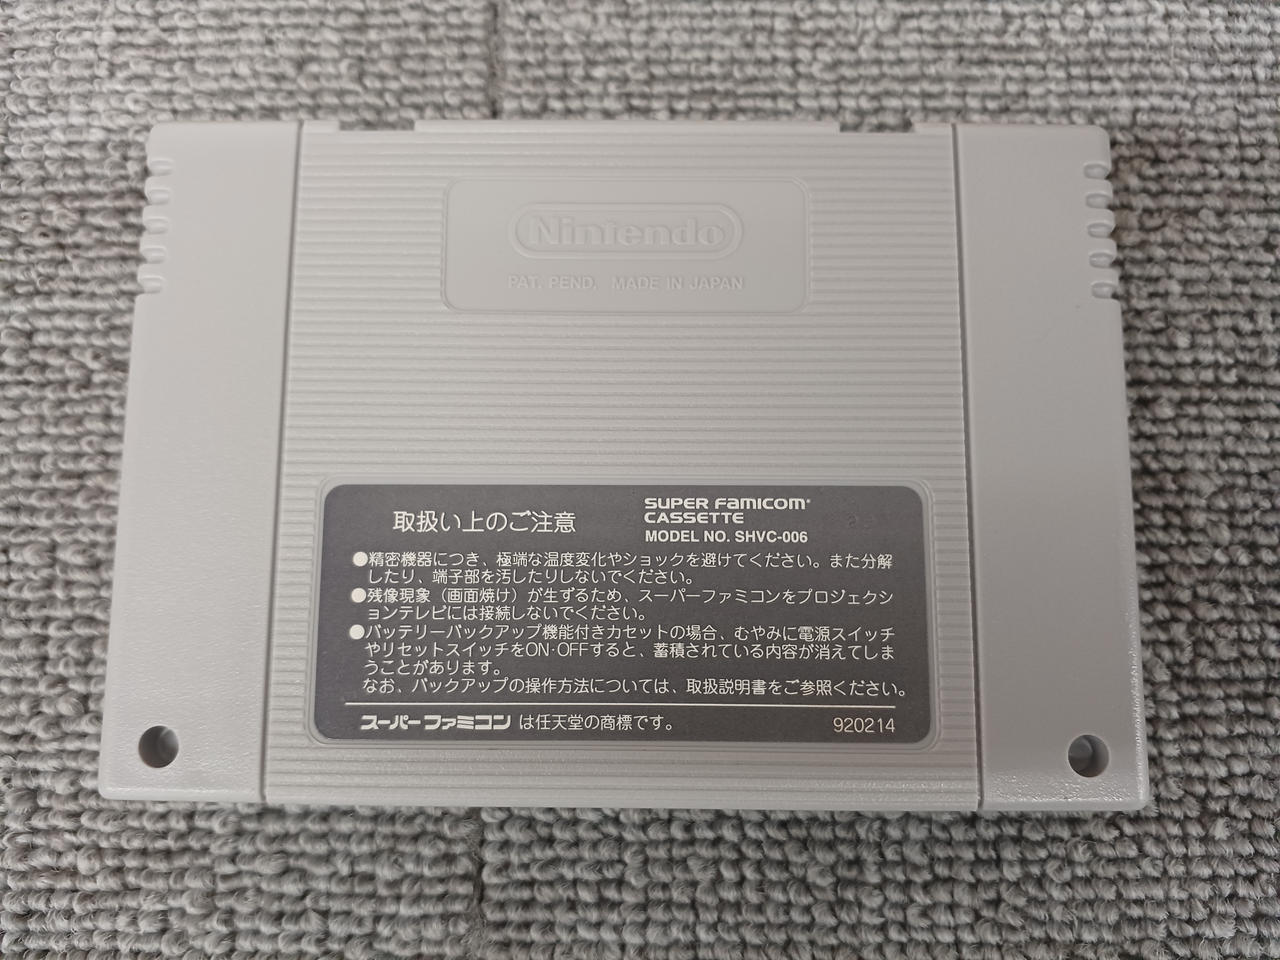 Nintendo
PAT. PEND. MADE IN JAPAN
取扱い上のご注意
SUPER FAMICOM®
CASSETTE
MODEL NO. SHVC-006
●精密機器につき、極端な温度変化やショックを避けてください。また分解
したり、端子部を汚したりしないでください。
●残像現象（画面焼け）が生ずるため、スーパーファミコンをプロジェクシ
ョンテレビには接続しないでください。
●バッテリーバックアップ機能付きカセットの場合、むやみに電源スイッチ
やリセットスイッチをON・OFFすると、蓄積されている内容が消えてしま
うことがあります。
なお、バックアップの操作方法については、取扱説明書をご参照ください。
スーパーファミコンは任天堂の商標です。
920214